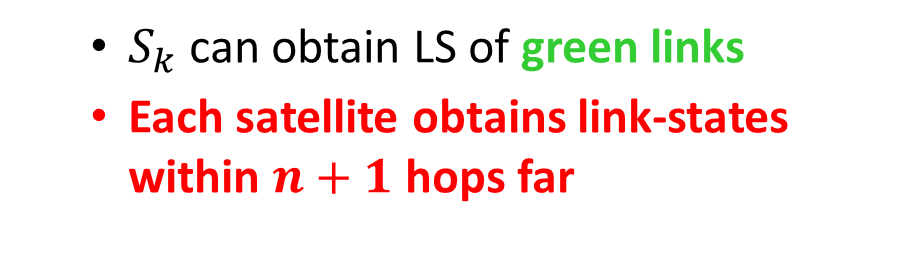 • $S_k$ can obtain LS of green links
• Each satellite obtains link-states
within $n + 1$ hops far